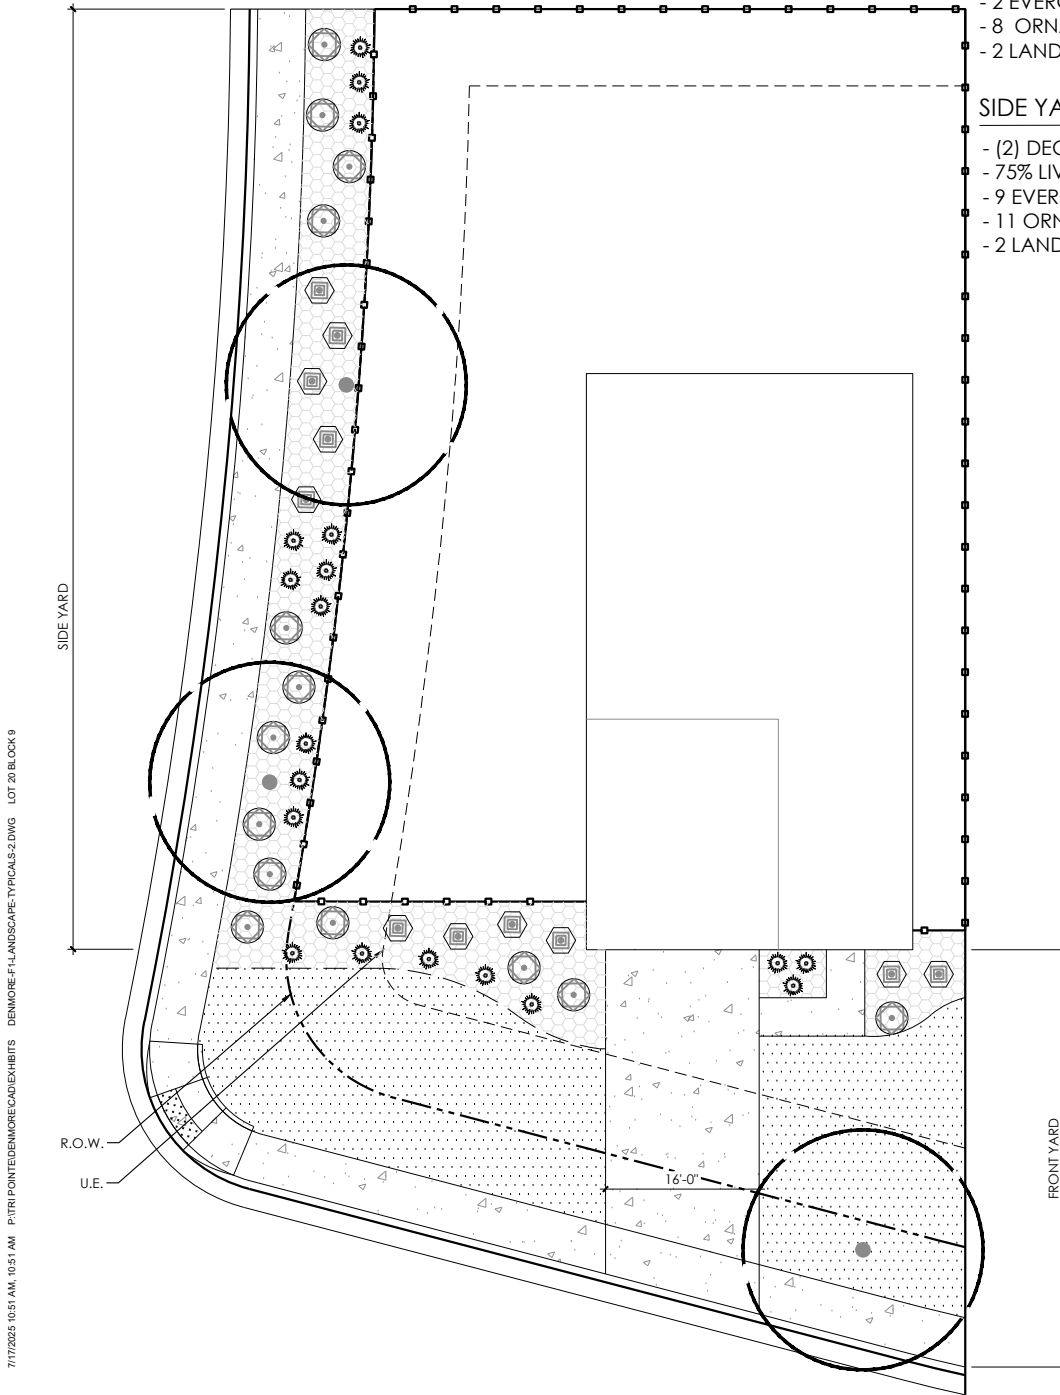 - 8 ORN
- 2 LAND
SIDE YA
- (2) DEC
- 75% LIV
- 9 EVER
- 11 ORN
- 2 LAND
SIDE YARD
R.O.W.
U.E.
16'-0"
FRONT YARD
7/17/2025 10:51 AM, 10:51 AM P:\TRI POINTE\DENMORE\CAD\EXHIBITS DENMORE-F1-LANDSCAPE-TYPICALS-2.DWG LOT 20 BLOCK 9